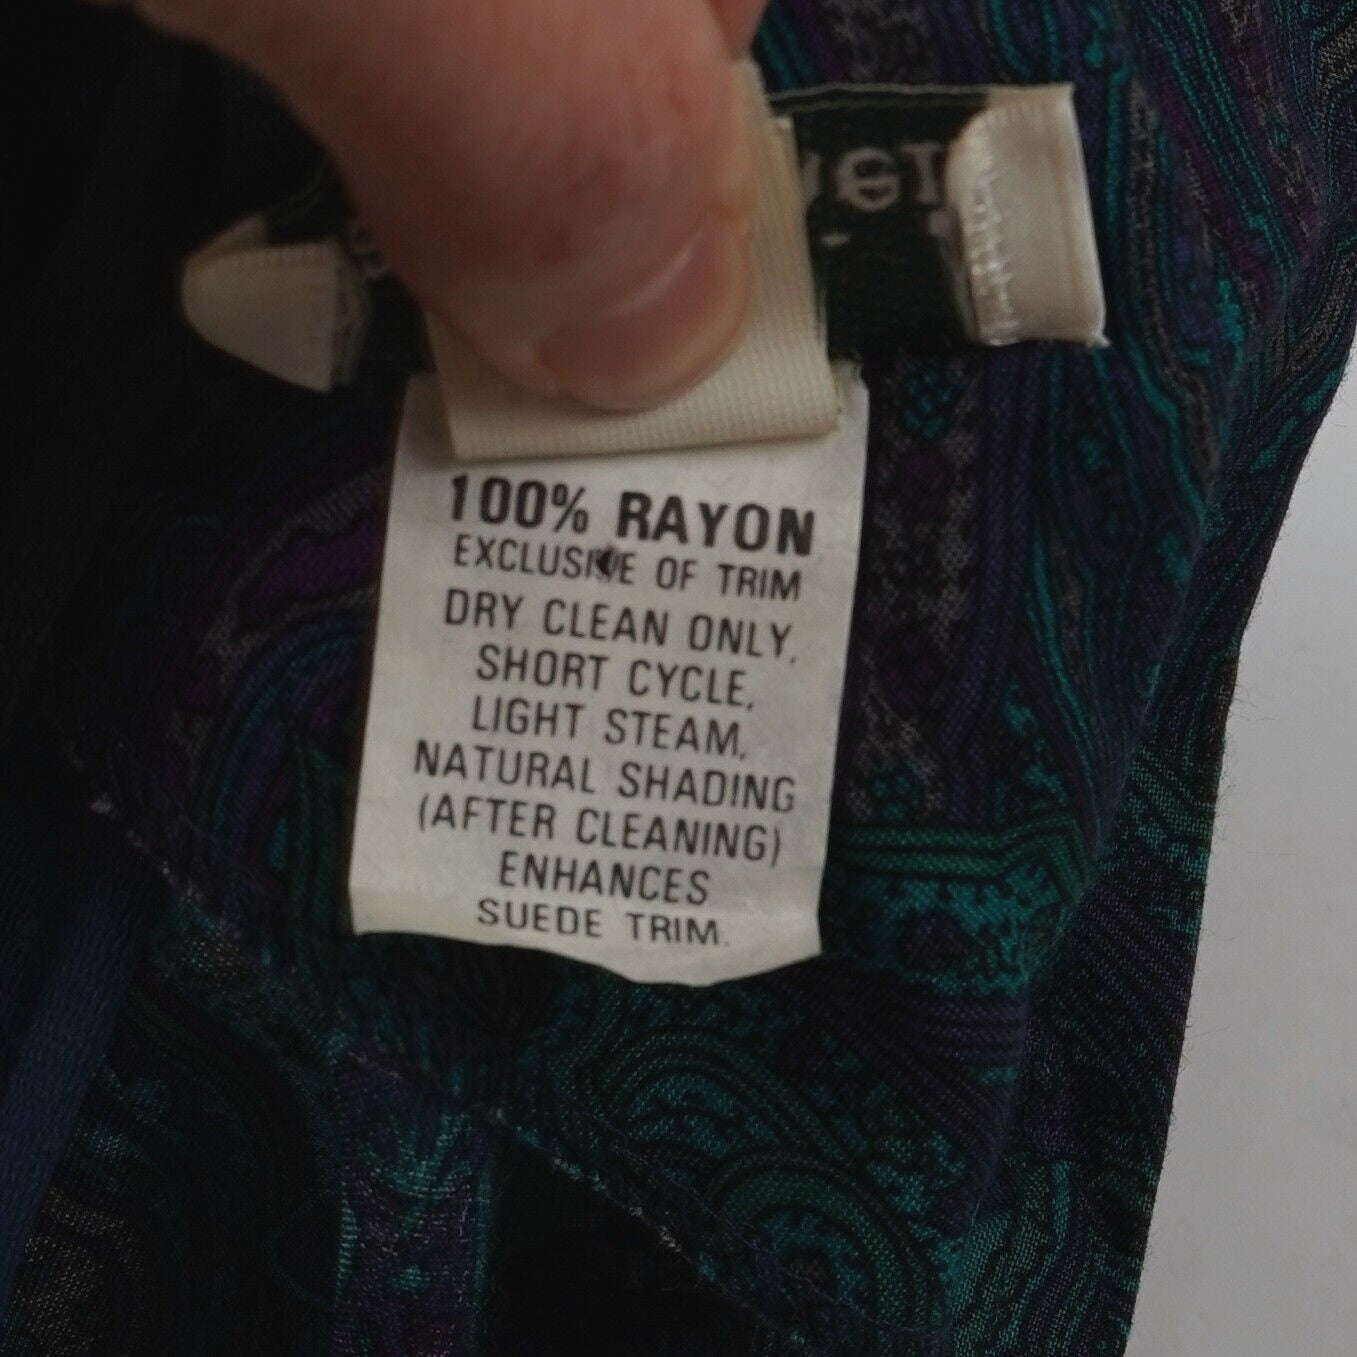 100% RAYON
EXCLUSIVE OF TRIM
DRY CLEAN ONLY,
SHORT CYCLE,
LIGHT STEAM,
NATURAL SHADING
(AFTER CLEANING)
ENHANCES
SUEDE TRIM.